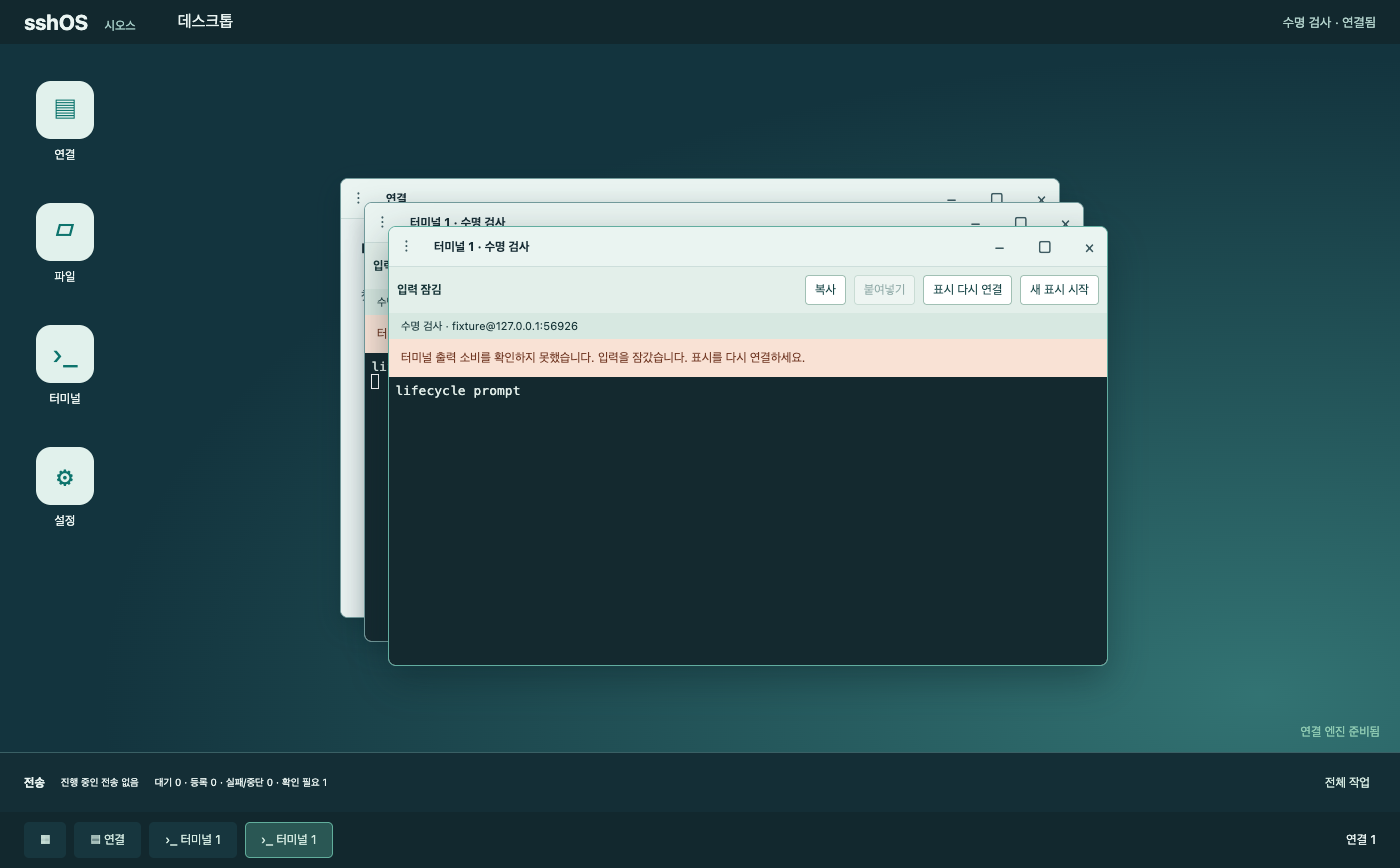 sshOS 시오스 데스크톱
수명 검사 · 연결됨
연결
파일
터미널
설정
연결
터미널 1 · 수명 검사
터미널 1 · 수명 검사
입력 잠김
복사 붙여넣기 표시 다시 연결 새 표시 시작
수명 검사 · fixture@127.0.0.1:56926
터미널 출력 소비를 확인하지 못했습니다. 입력을 잠갔습니다. 표시를 다시 연결하세요.
lifecycle prompt
연결 엔진 준비됨
전송 진행 중인 전송 없음 대기 0 · 등록 0 · 실패/중단 0 · 확인 필요 1
전체 작업
연결 ›_ 터미널 1 ›_ 터미널 1
연결 1